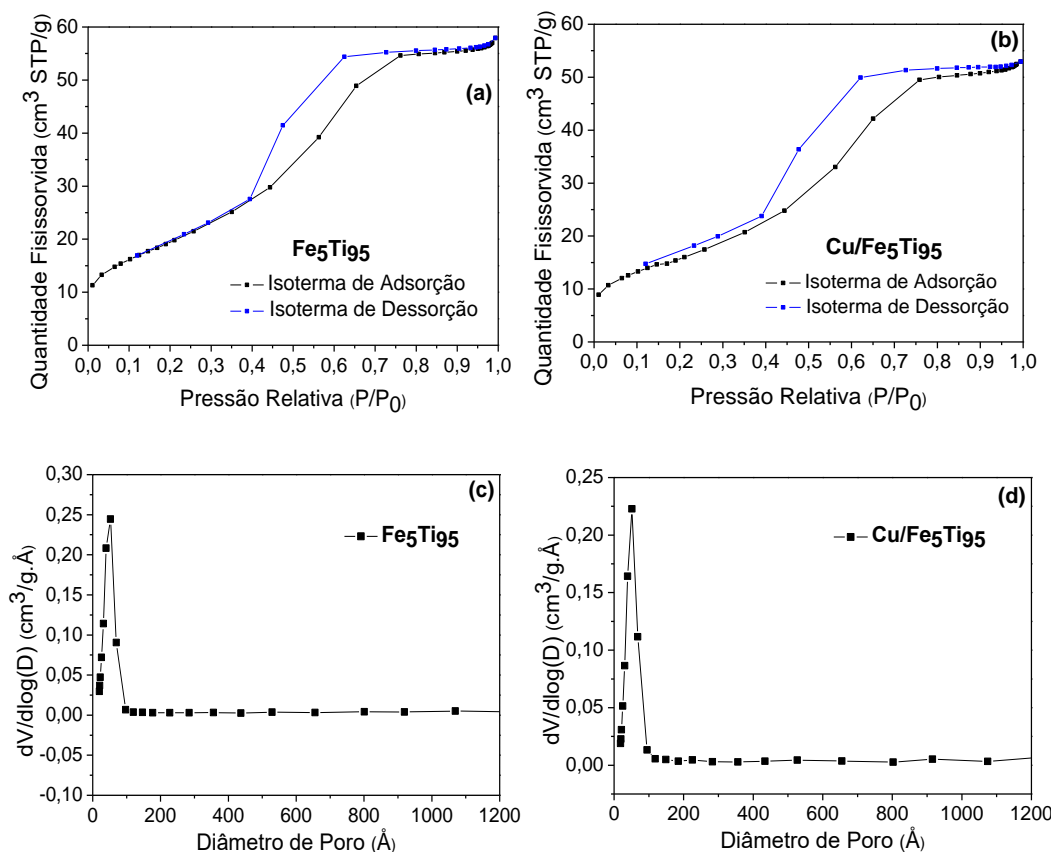 60
50
40
30
20
10
0
0,0 0,1 0,2 0,3 0,4 0,5 0,6 0,7 0,8 0,9 1,0
Quantidade Fisissorvida (cm³ STP/g)
Pressão Relativa (P/P₀)
(a)
Fe₅Ti₉₅
Isoterma de Adsorção
Isoterma de Dessorção
60
50
40
30
20
10
0
0,0 0,1 0,2 0,3 0,4 0,5 0,6 0,7 0,8 0,9 1,0
Quantidade Fisissorvida (cm³ STP/g)
Pressão Relativa (P/P₀)
(b)
Cu/Fe₅Ti₉₅
Isoterma de Adsorção
Isoterma de Dessorção
0,30
0,25
0,20
0,15
0,10
0,05
0,00
-0,05
-0,10
0 200 400 600 800 1000 1200
dV/dlog(D) (cm³/g.Å)
Diâmetro de Poro (Å)
(c)
Fe₅Ti₉₅
0,25
0,20
0,15
0,10
0,05
0,00
0 200 400 600 800 1000 1200
dV/dlog(D) (cm³/g.Å)
Diâmetro de Poro (Å)
(d)
Cu/Fe₅Ti₉₅